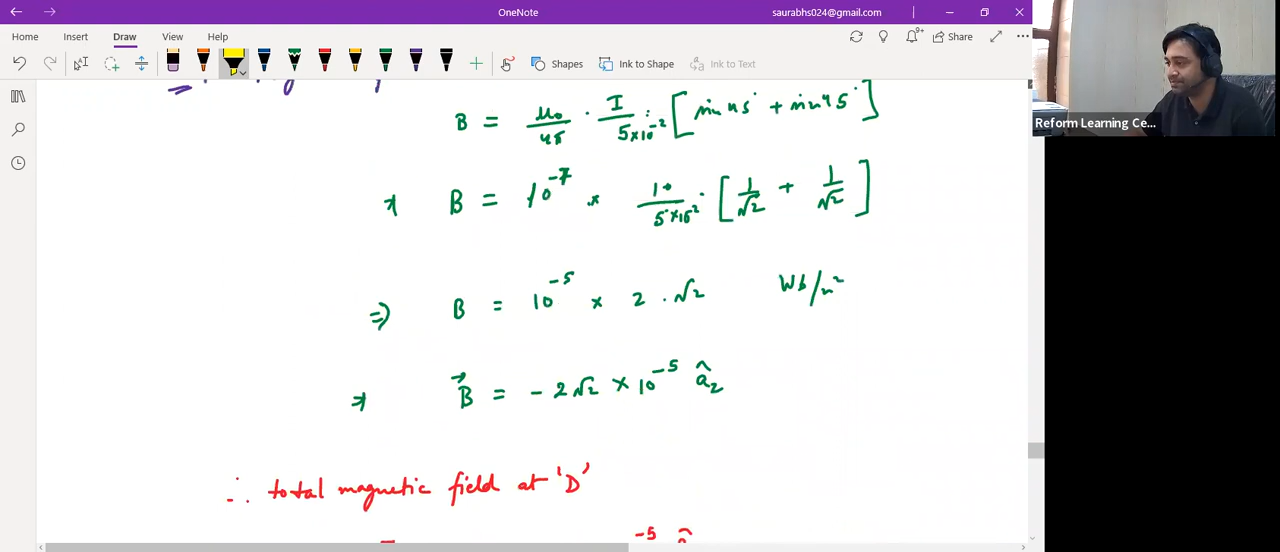 OneNote
saurabhs024@gmail.com
Home Insert Draw View Help
Share
Shapes
Ink to Shape
Ink to Text
Reform Learning Ce...
B = μ₀/4π · I/5×10⁻² [sin 45° + sin 45°]
B = 10⁻⁷ × 10/5×10⁻² · [1/√2 + 1/√2]
⇒ B = 10⁻⁵ × 2 · √2 Wb/m²
⇒ B⃗ = - 2√2 × 10⁻⁵ â_z
∴ total magnetic field at 'D'